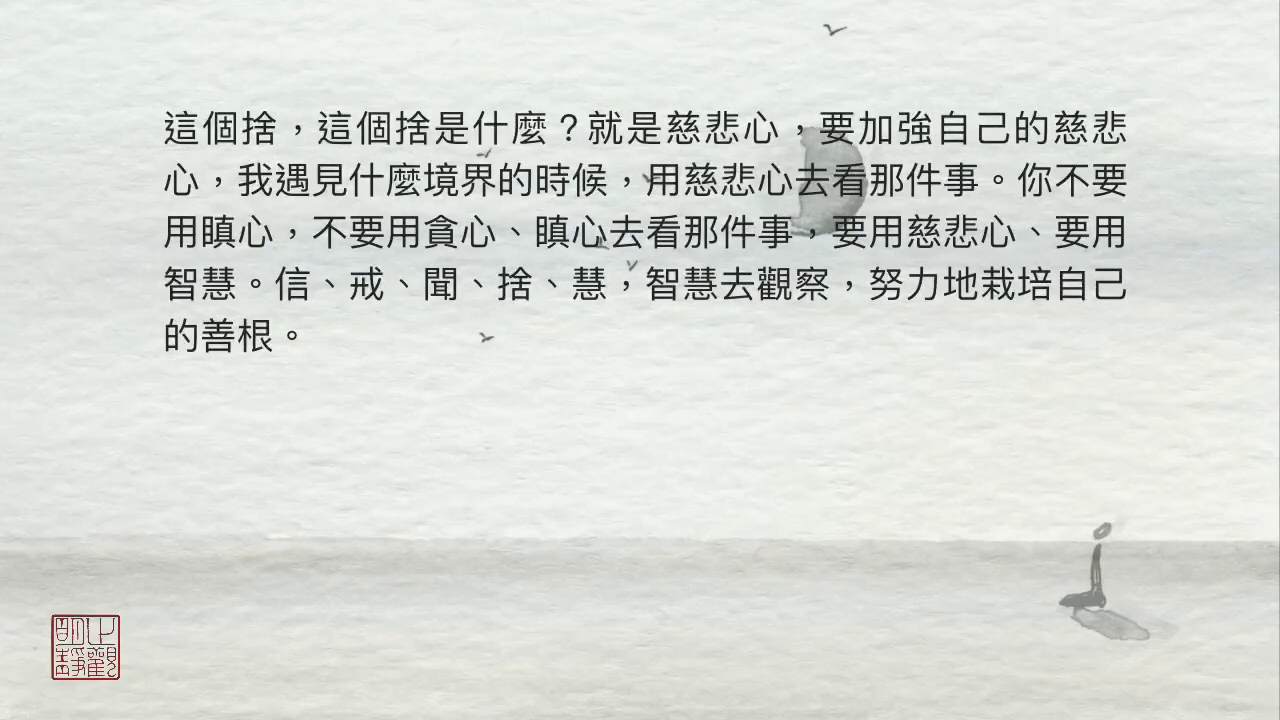 這個捨，這個捨是什麼？就是慈悲心，要加強自己的慈悲
心，我遇見什麼境界的時候，用慈悲心去看那件事。你不要
用瞋心，不要用貪心、瞋心去看那件事，要用慈悲心、要用
智慧。信、戒、聞、捨、慧，智慧去觀察，努力地栽培自己
的善根。
止觀
明靜